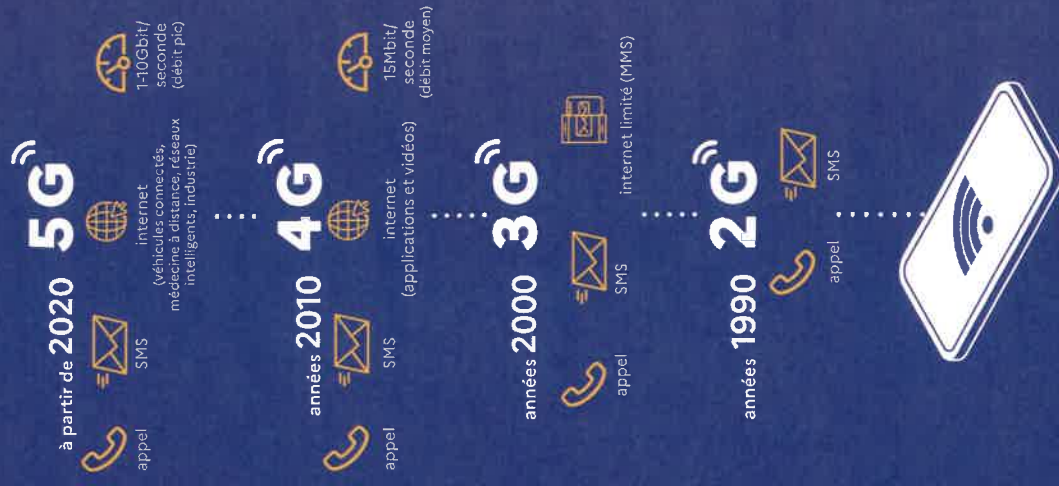 à partir de 2020 5G
appel
SMS
internet
(véhicules connectés,
médecine à distance, réseaux
intelligents, industrie)
1-10Gbit/
seconde
(débit pic)
années 2010 4G
appel
SMS
internet
(applications et vidéos)
15Mbit/
seconde
(débit moyen)
années 2000 3G
appel
SMS
internet limité (MMS)
années 1990 2G
appel
SMS